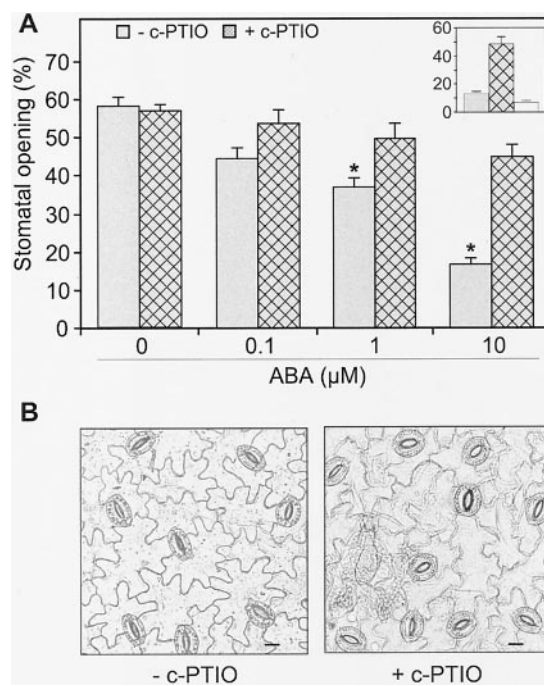 A
- c-PTIO + c-PTIO
60
40
20
0
Stomatal opening (%)
70
60
50
40
30
20
10
0
*
*
0 0.1 1 10
ABA (µM)
B
- c-PTIO + c-PTIO